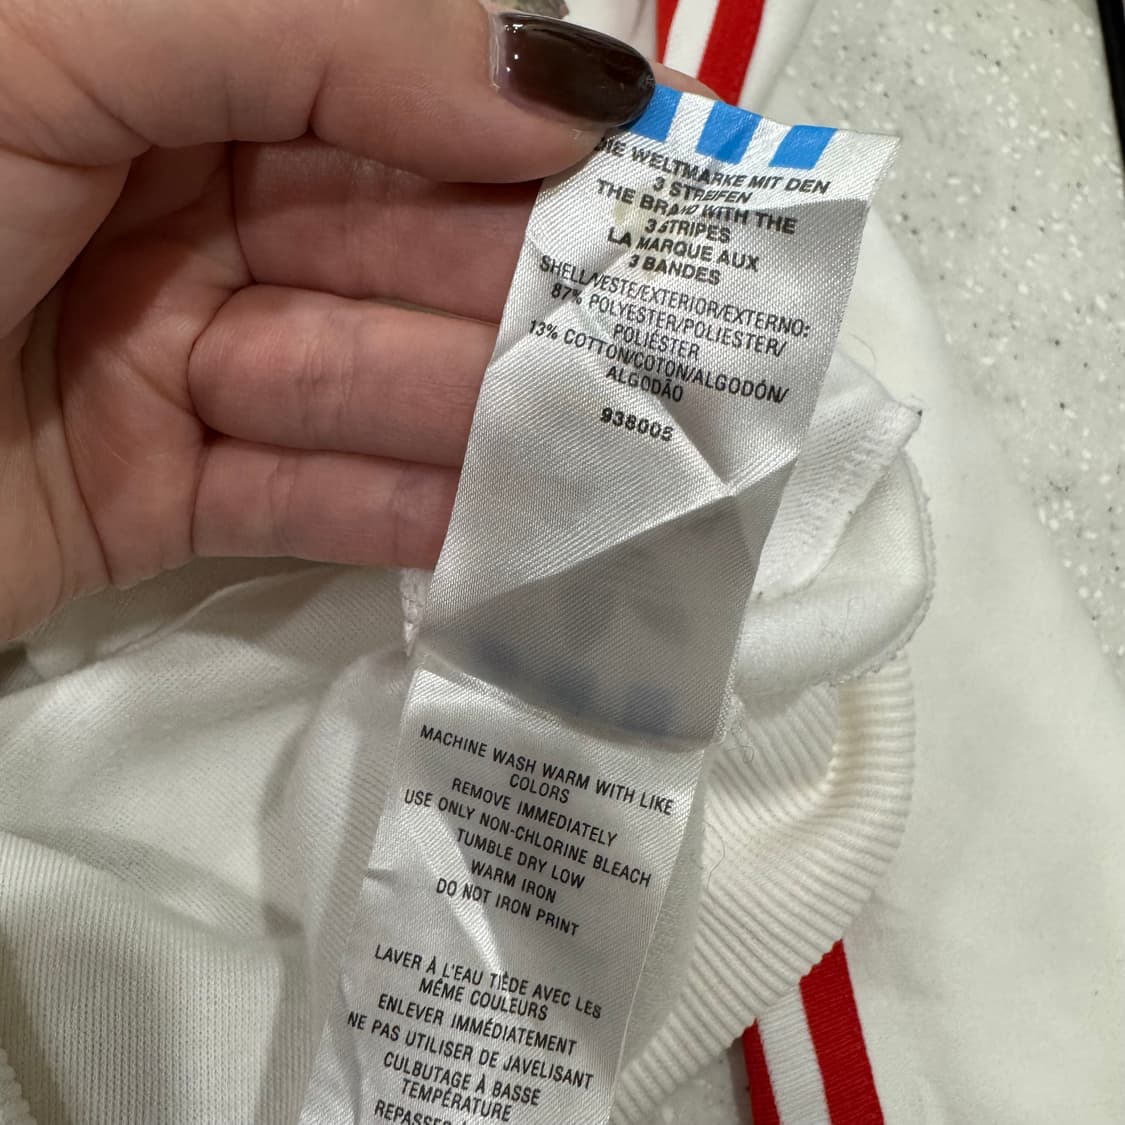 DIE WELTMARKE MIT DEN
3 STREIFEN
THE BRAND WITH THE
3 STRIPES
LA MARQUE AUX
3 BANDES
SHELL/VESTE/EXTERIOR/EXTERNO:
87% POLYESTER/POLIESTER/
POLIÉSTER
13% COTTON/COTON/ALGODÓN/
ALGODÃO
938005
MACHINE WASH WARM WITH LIKE
COLORS
REMOVE IMMEDIATELY
USE ONLY NON-CHLORINE BLEACH
TUMBLE DRY LOW
WARM IRON
DO NOT IRON PRINT
LAVER À L'EAU TIÈDE AVEC LES
MÊME COULEURS
ENLEVER IMMÉDIATEMENT
NE PAS UTILISER DE JAVELISANT
CULBUTAGE À BASSE
TEMPÉRATURE